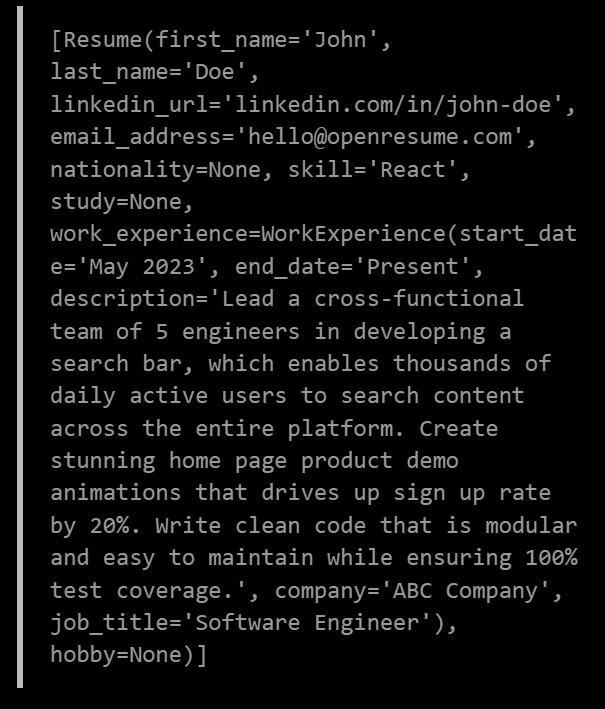 [Resume(first_name='John',
last_name='Doe',
linkedin_url='linkedin.com/in/john-doe',
email_address='hello@openresume.com',
nationality=None, skill='React',
study=None,
work_experience=WorkExperience(start_dat
e='May 2023', end_date='Present',
description='Lead a cross-functional
team of 5 engineers in developing a
search bar, which enables thousands of
daily active users to search content
across the entire platform. Create
stunning home page product demo
animations that drives up sign up rate
by 20%. Write clean code that is modular
and easy to maintain while ensuring 100%
test coverage.', company='ABC Company',
job_title='Software Engineer'),
hobby=None)]